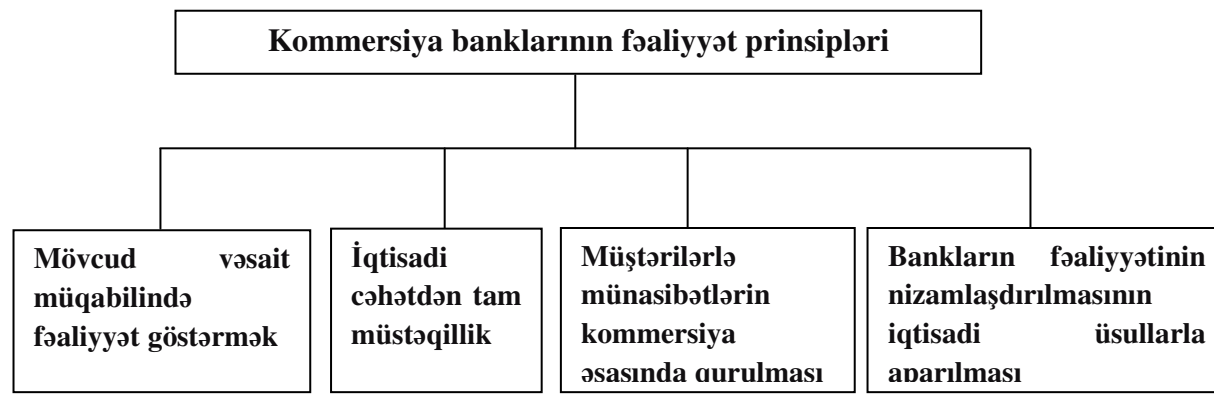 Kommersiya banklarının fəaliyyət prinsipləri
Mövcud vəsait
müqabilində
fəaliyyət göstərmək
İqtisadi
cəhətdən tam
müstəqillik
Müştərilərlə
münasibətlərin
kommersiya
əsasında qurulması
Bankların fəaliyyətinin
nizamlaşdırılmasının
iqtisadi üsullarla
aparılması